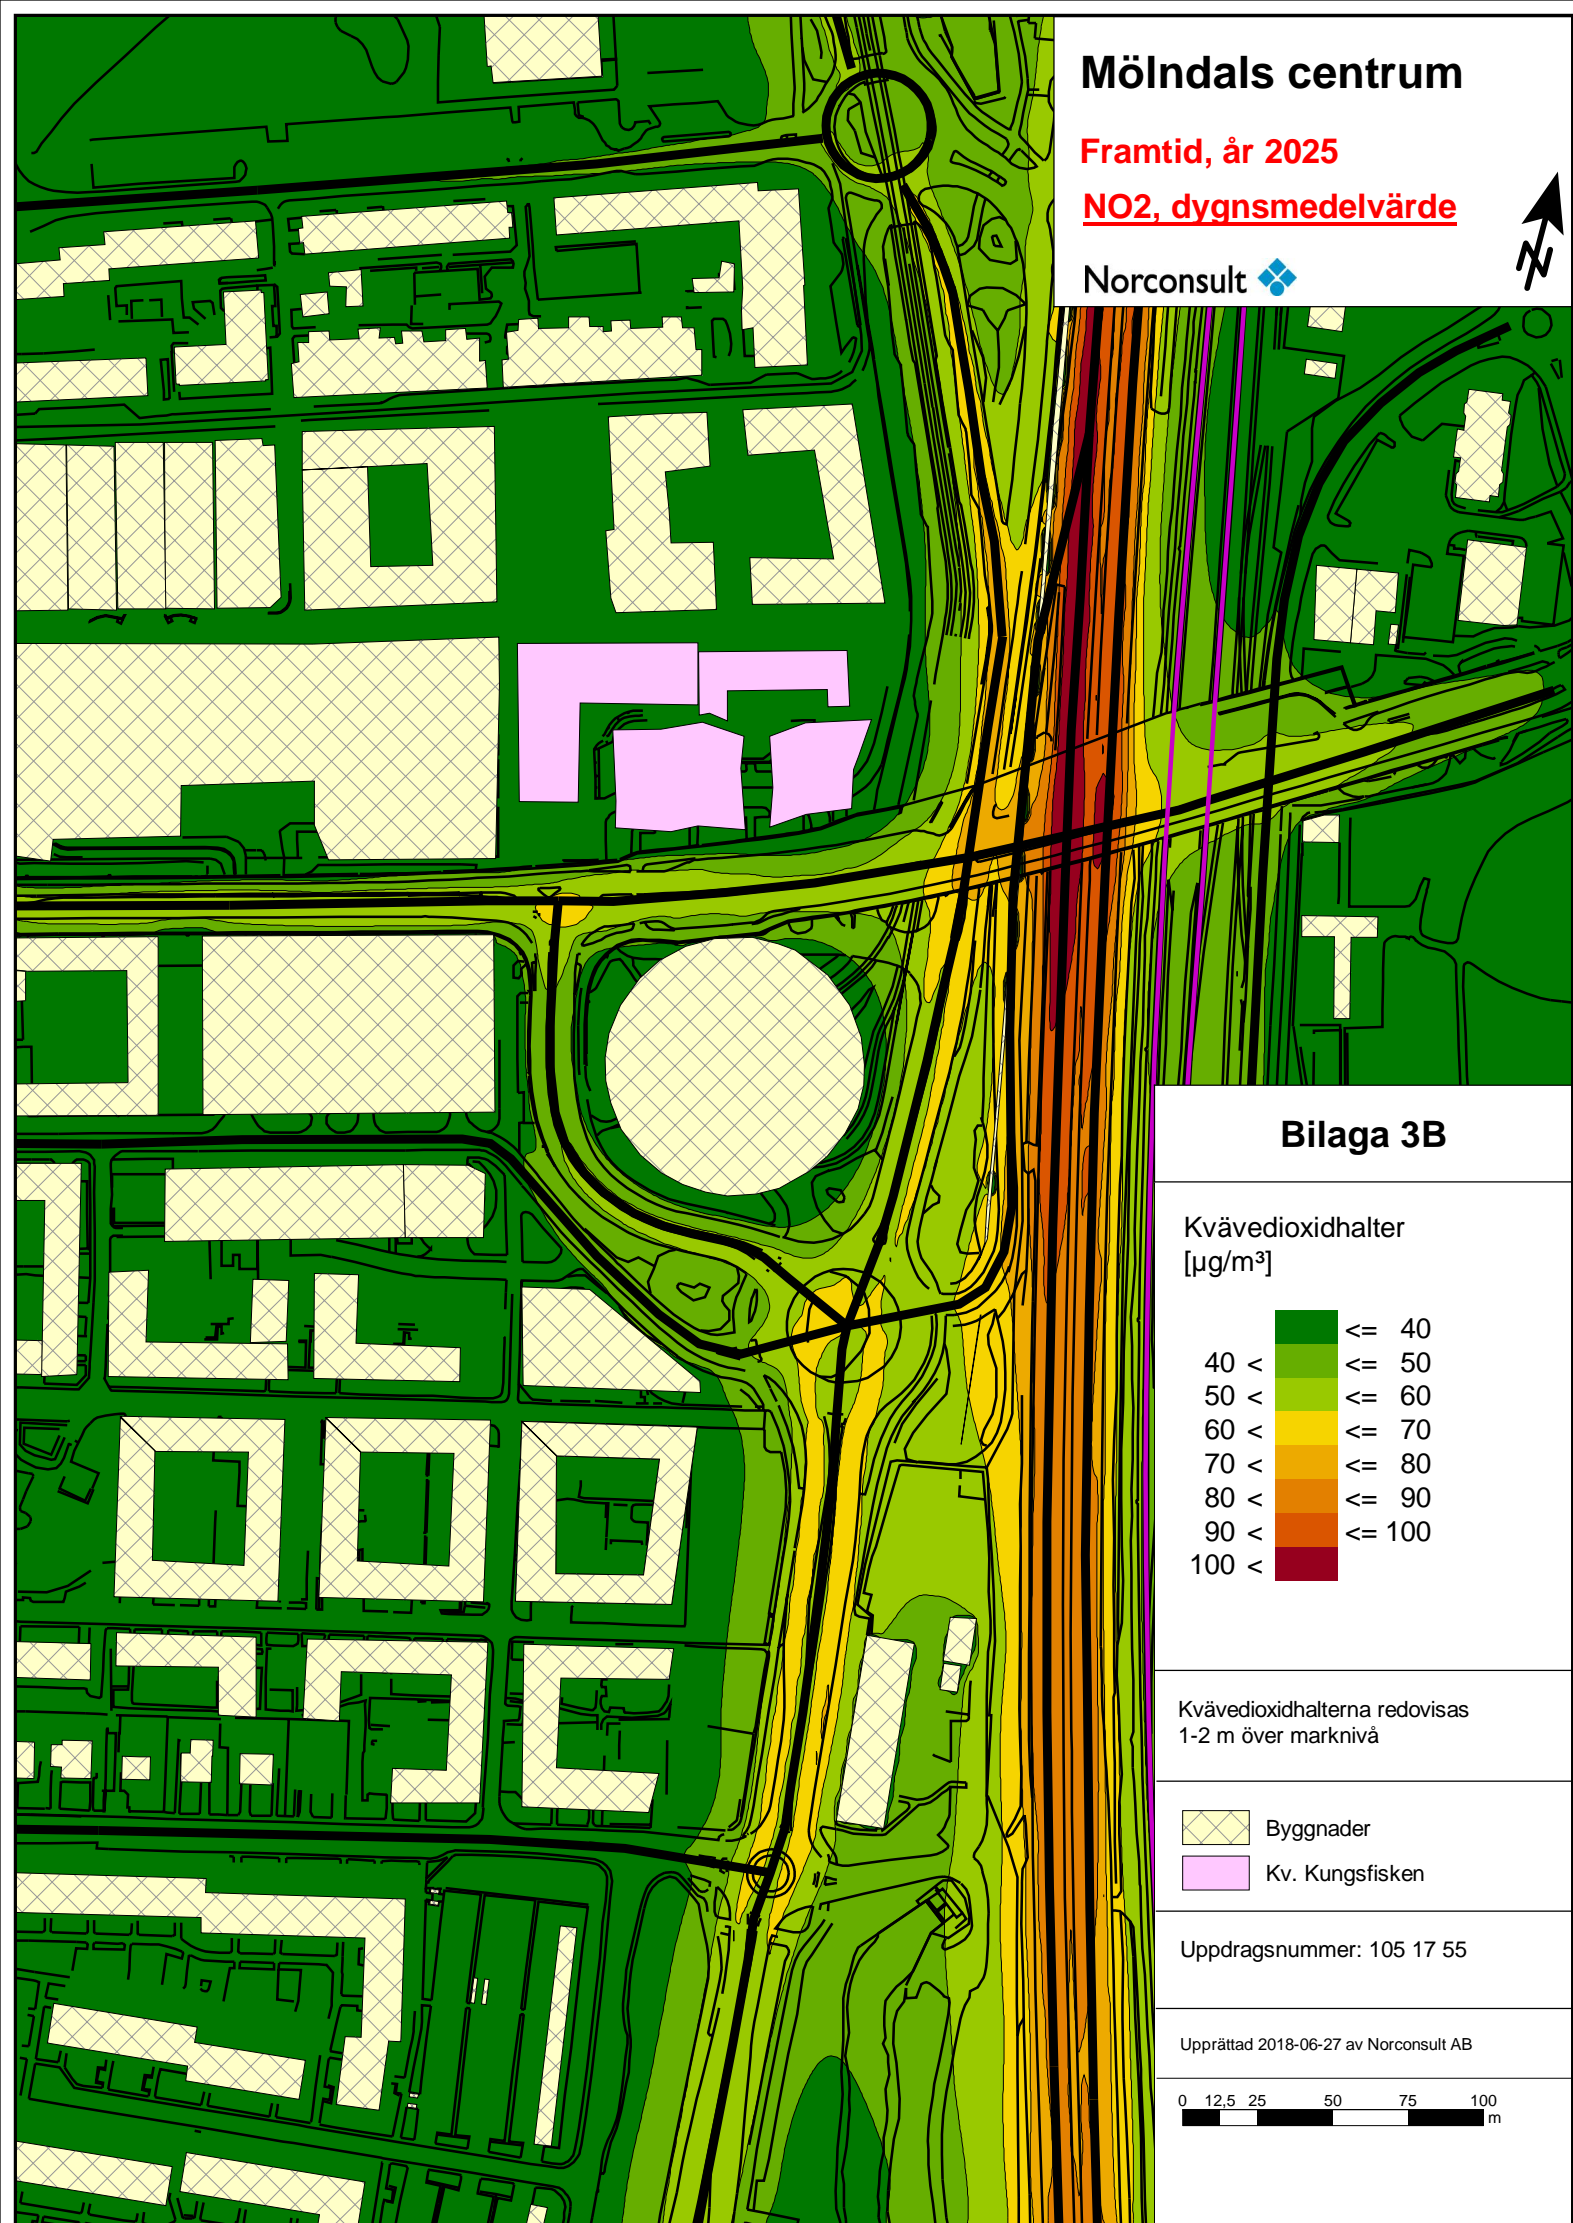 Mölndals centrum
Framtid, år 2025
NO2, dygnsmedelvärde
Norconsult
N
Bilaga 3B
Kvävedioxidhalter
[µg/m³]
<= 40
40 < <= 50
50 < <= 60
60 < <= 70
70 < <= 80
80 < <= 90
90 < <= 100
100 <
Kvävedioxidhalterna redovisas
1-2 m över marknivå
Byggnader
Kv. Kungsfisken
Uppdragsnummer: 105 17 55
Upprättad 2018-06-27 av Norconsult AB
0 12,5 25 50 75 100
m